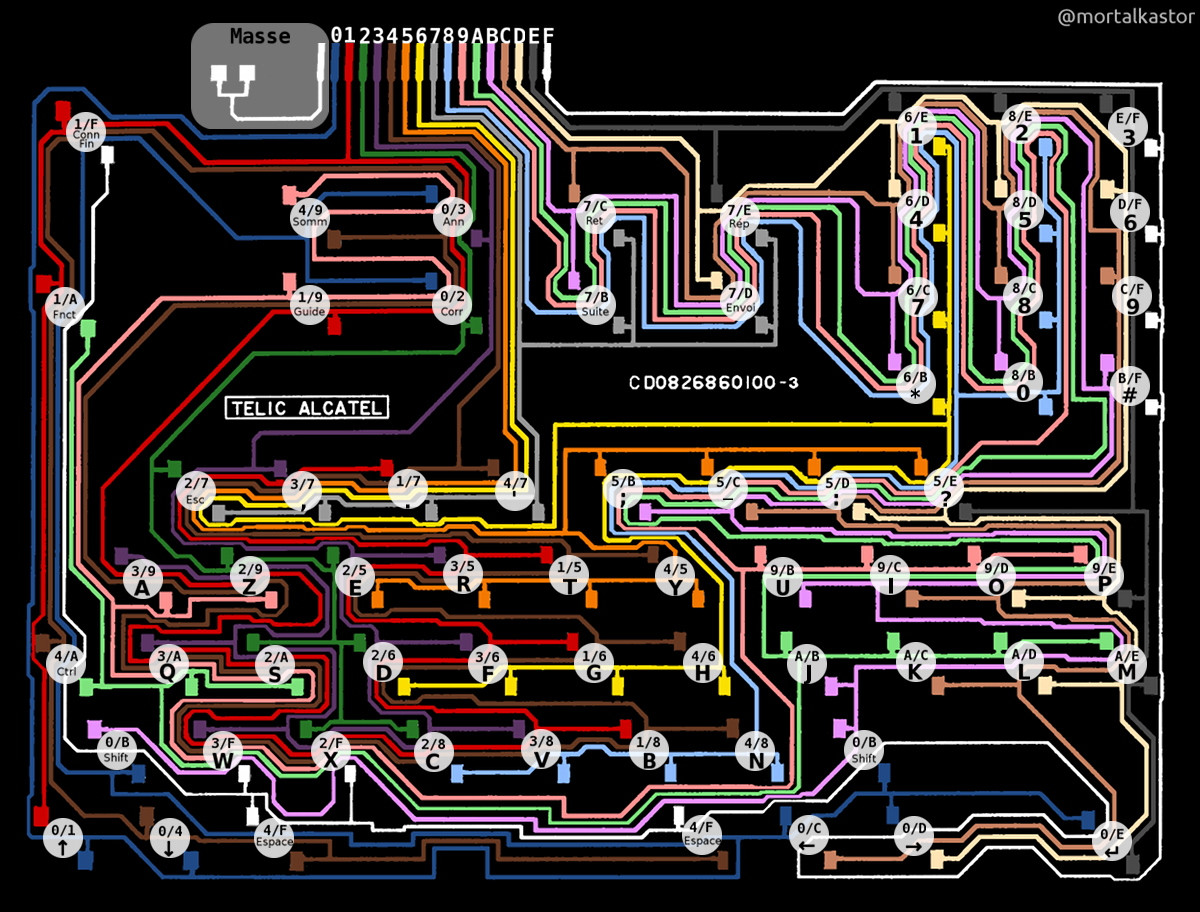 @mortalkastor
Masse 0123456789ABCDEF
1/F
Conn
Fin
6/E
1
8/E
2
E/F
3
4/9
Somm
0/3
Ann
7/C
Ret
7/E
Rép
6/D
4
8/D
5
D/F
6
1/A
Fnct
1/9
Guide
0/2
Corr
7/B
Suite
7/D
Envoi
6/C
7
8/C
8
C/F
9
CD0826860100-3
6/B
*
8/B
0
B/F
#
TELIC ALCATEL
2/7
Esc
3/7
,
1/7
.
4/7
'
5/B
;
5/C
-
5/D
:
5/E
?
3/9
A
2/9
Z
2/5
E
3/5
R
1/5
T
4/5
Y
9/B
U
9/C
I
9/D
O
9/E
P
4/A
Ctrl
3/A
Q
2/A
S
2/6
D
3/6
F
1/6
G
4/6
H
A/B
J
A/C
K
A/D
L
A/E
M
0/B
Shift
3/F
W
2/F
X
2/8
C
3/8
V
1/8
B
4/8
N
0/B
Shift
0/1
↑
0/4
↓
4/F
Espace
4/F
Espace
0/C
←
0/D
→
0/E
↵